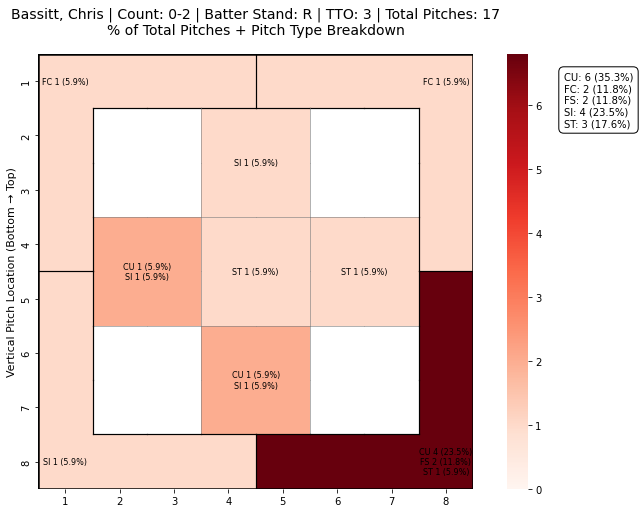 Bassitt, Chris | Count: 0-2 | Batter Stand: R | TTO: 3 | Total Pitches: 17
% of Total Pitches + Pitch Type Breakdown
Vertical Pitch Location (Bottom → Top)
1
2
3
4
5
6
7
8
FC 1 (5.9%)
FC 1 (5.9%)
SI 1 (5.9%)
CU 1 (5.9%)
SI 1 (5.9%)
ST 1 (5.9%)
ST 1 (5.9%)
CU 1 (5.9%)
SI 1 (5.9%)
SI 1 (5.9%)
CU 4 (23.5%)
FS 2 (11.8%)
ST 1 (5.9%)
1
2
3
4
5
6
7
8
6
5
4
3
2
1
0
CU: 6 (35.3%)
FC: 2 (11.8%)
FS: 2 (11.8%)
SI: 4 (23.5%)
ST: 3 (17.6%)